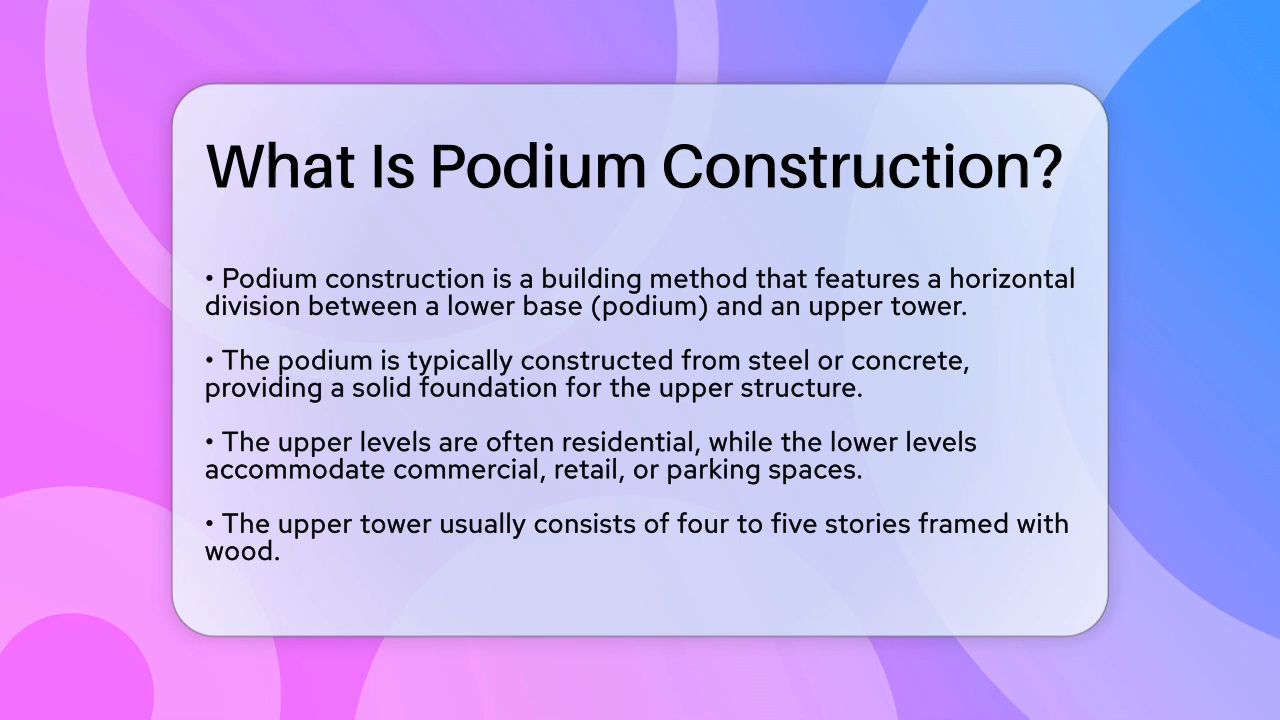 What Is Podium Construction?
• Podium construction is a building method that features a horizontal
division between a lower base (podium) and an upper tower.
• The podium is typically constructed from steel or concrete,
providing a solid foundation for the upper structure.
• The upper levels are often residential, while the lower levels
accommodate commercial, retail, or parking spaces.
• The upper tower usually consists of four to five stories framed with
wood.